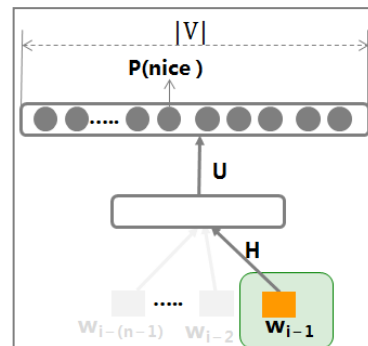 |V|
P(nice)
.....
U
H
.....
w_{i-(n-1)} w_{i-2} w_{i-1}